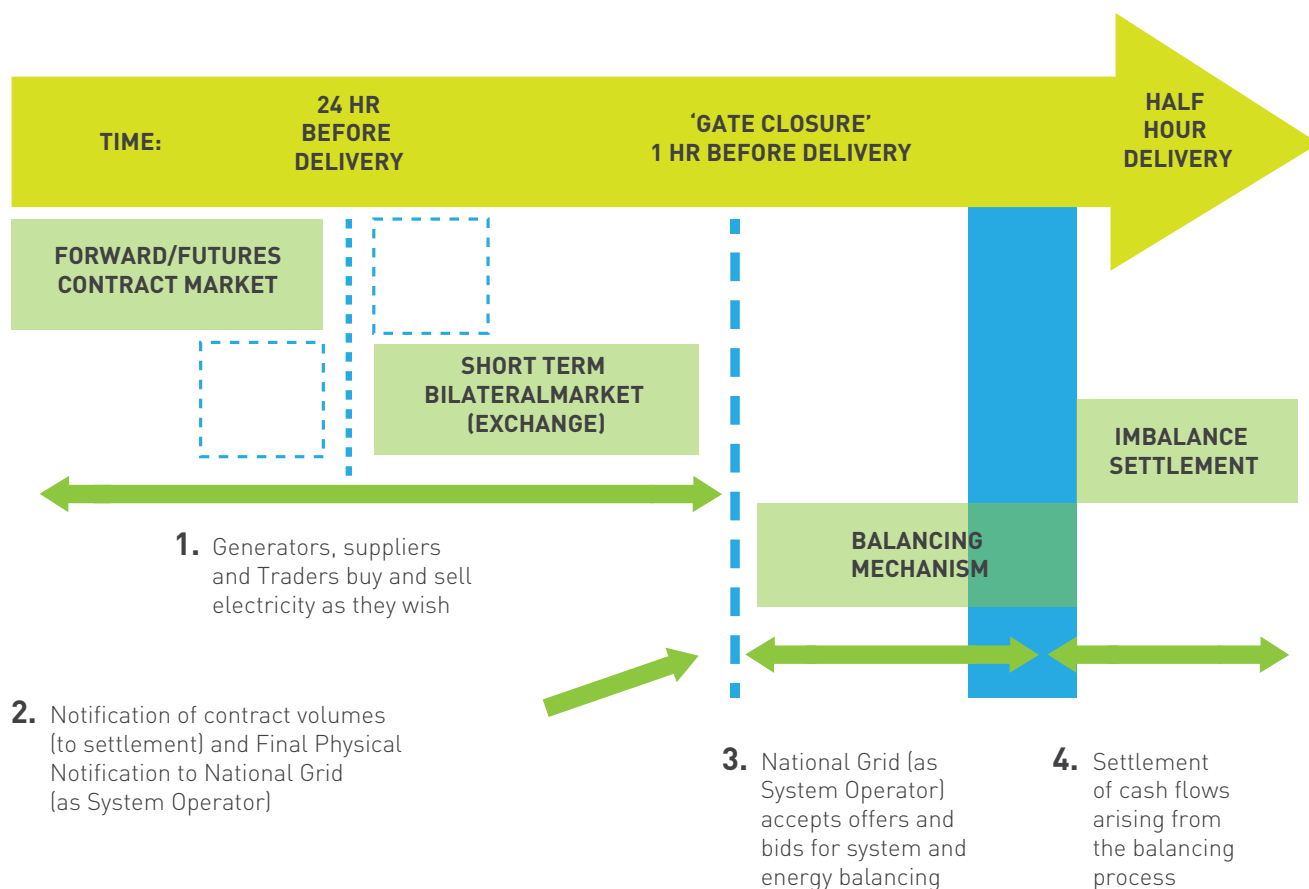 TIME:
24 HR
BEFORE
DELIVERY
‘GATE CLOSURE’
1 HR BEFORE DELIVERY
HALF
HOUR
DELIVERY
FORWARD/FUTURES
CONTRACT MARKET
SHORT TERM
BILATERALMARKET
(EXCHANGE)
IMBALANCE
SETTLEMENT
BALANCING
MECHANISM
1. Generators, suppliers
and Traders buy and sell
electricity as they wish
2. Notification of contract volumes
(to settlement) and Final Physical
Notification to National Grid
(as System Operator)
3. National Grid (as
System Operator)
accepts offers and
bids for system and
energy balancing
4. Settlement
of cash flows
arising from
the balancing
process